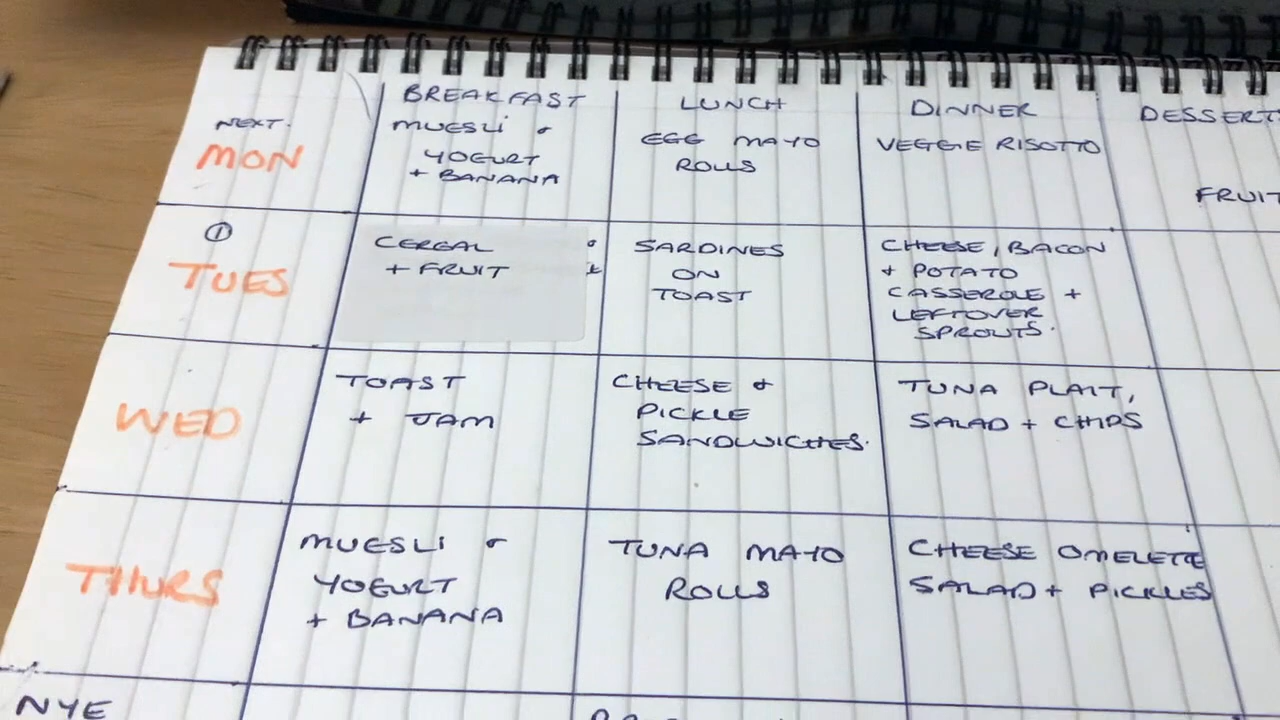 BREAKFAST
LUNCH
DINNER
DESSERT
NEXT.
MON
MUESLI &
YOGURT
+ BANANA
EGG MAYO
ROLLS
VEGGIE RISOTTO
FRUIT
①
TUES
CEREAL
+ FRUIT
SARDINES
ON
TOAST
CHEESE, BACON
+ POTATO
CASSEROLE +
LEFTOVER
SPROUTS.
WED
TOAST
+ JAM
CHEESE &
PICKLE
SANDWICHES.
TUNA PLAIT,
SALAD + CHIPS
THURS
MUESLI &
YOGURT
+ BANANA
TUNA MAYO
ROLLS
CHEESE OMELETTE
SALAD + PICKLES
NYE